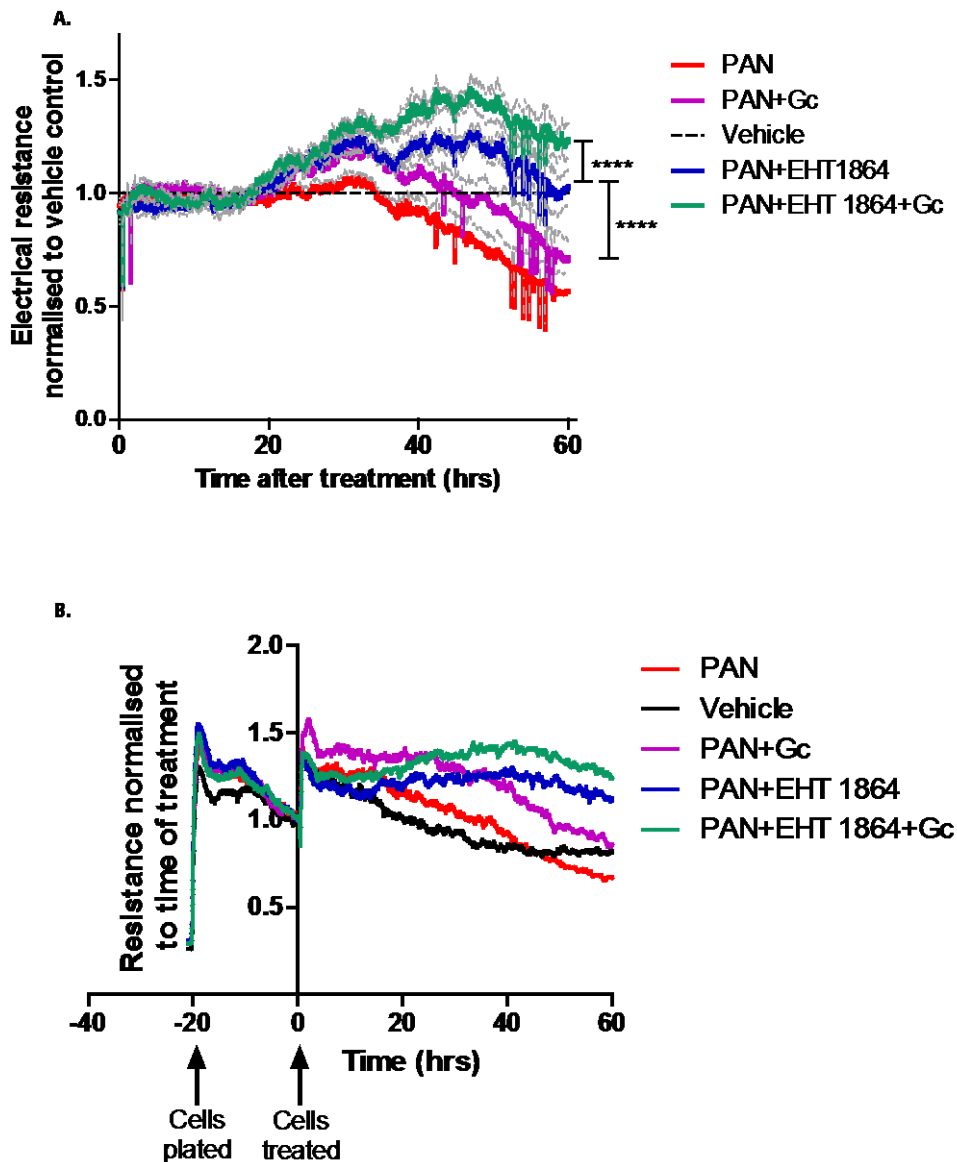 A.
Electrical resistance
normalised to vehicle control
1.5
1.0
0.5
0.0
0
20
40
60
Time after treatment (hrs)
****
****
PAN
PAN+Gc
Vehicle
PAN+EHT1864
PAN+EHT 1864+Gc
B.
Resistance normalised
to time of treatment
2.0
1.5
1.0
0.5
-40
-20
0
20
40
60
Time (hrs)
Cells
plated
Cells
treated
PAN
Vehicle
PAN+Gc
PAN+EHT 1864
PAN+EHT 1864+Gc